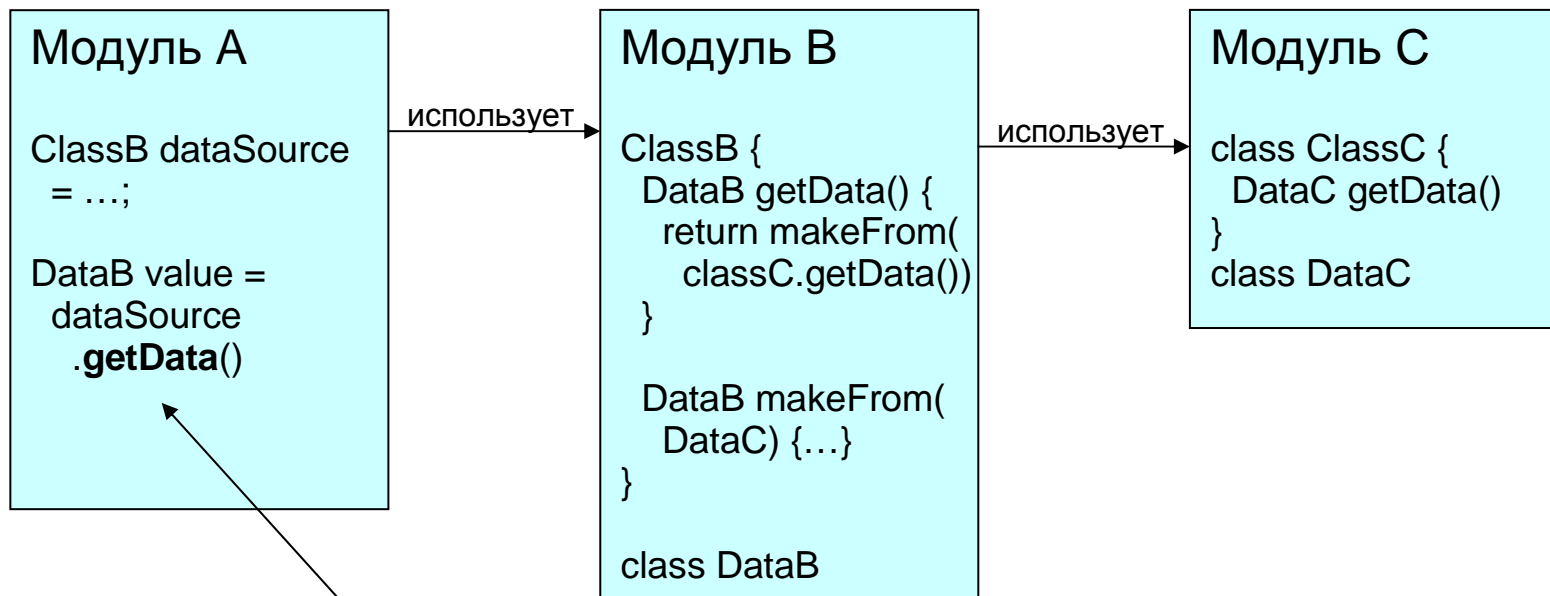 Модуль A
ClassB dataSource
= …;
DataB value =
dataSource
.getData()
использует
Модуль B
ClassB {
DataB getData() {
return makeFrom(
classC.getData())
}
DataB makeFrom(
DataC) {…}
}
class DataB
использует
Модуль C
class ClassC {
DataC getData()
}
class DataC